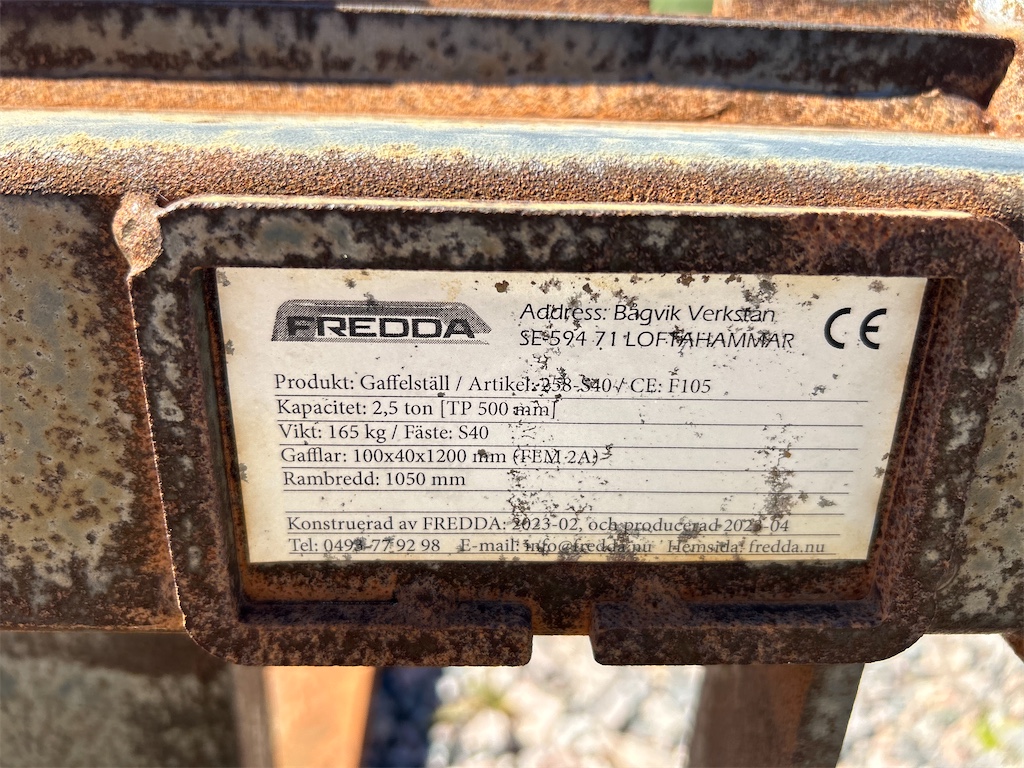 FREDDA
Address: Bågvik Verkstan
SE-594 71 LOFTAHAMMAR
CE
Produkt: Gaffelställ / Artikel: 258-S40 / CE: F105
Kapacitet: 2,5 ton [TP 500 mm]
Vikt: 165 kg / Fäste: S40
Gafflar: 100x40x1200 mm (FEM 2A)
Rambredd: 1050 mm
Konstruerad av FREDDA: 2023-02, och producerad 2023-04
Tel: 0493-77 92 98 E-mail: info@fredda.nu Hemsida: fredda.nu